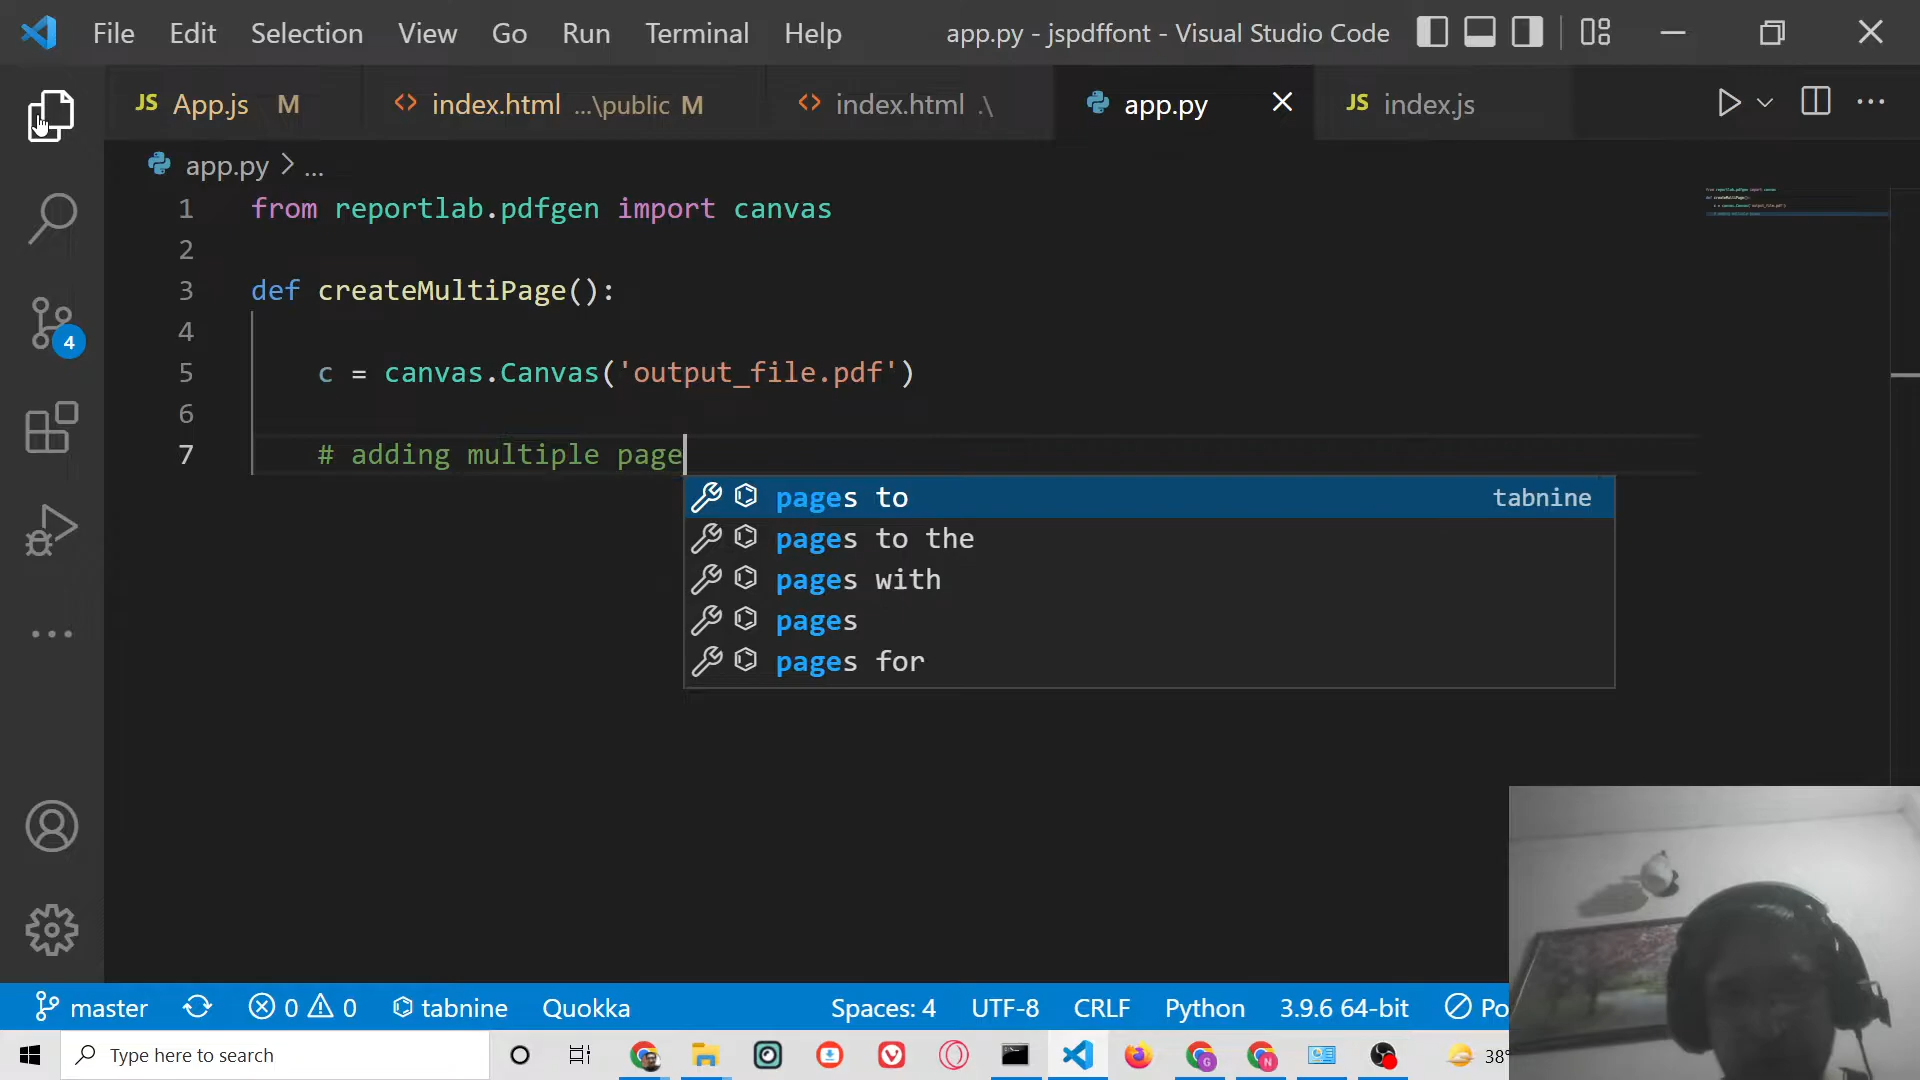 File Edit Selection View Go Run Terminal Help app.py - jspdffont - Visual Studio Code
JS App.js M <> index.html ...\public M <> index.html .\ app.py JS index.js ...
app.py > ...
1 from reportlab.pdfgen import canvas
2
3 def createMultiPage():
4
5 c = canvas.Canvas('output_file.pdf')
6
7 # adding multiple page
pages to tabnine
pages to the
pages with
pages
pages for
4
master 0 0 tabnine Quokka Spaces: 4 UTF-8 CRLF Python 3.9.6 64-bit Po
Type here to search 38°